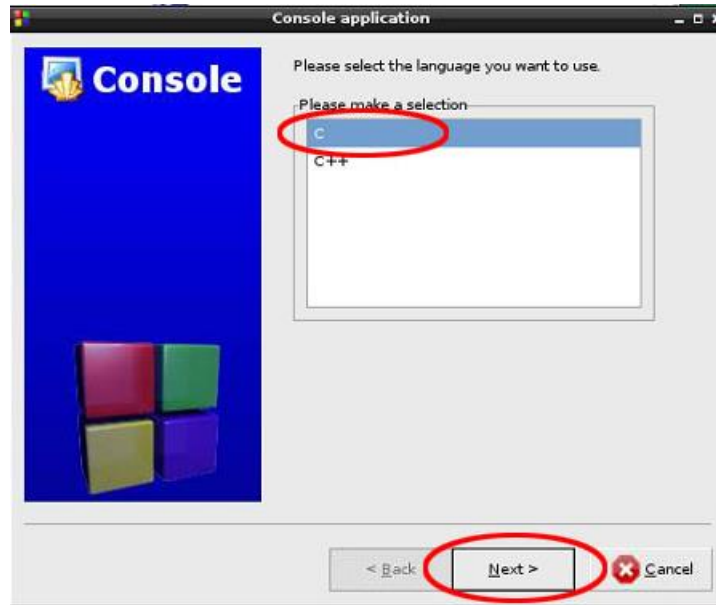 Console application
Console
Please select the language you want to use.
Please make a selection
C
C++
< Back
Next >
Cancel